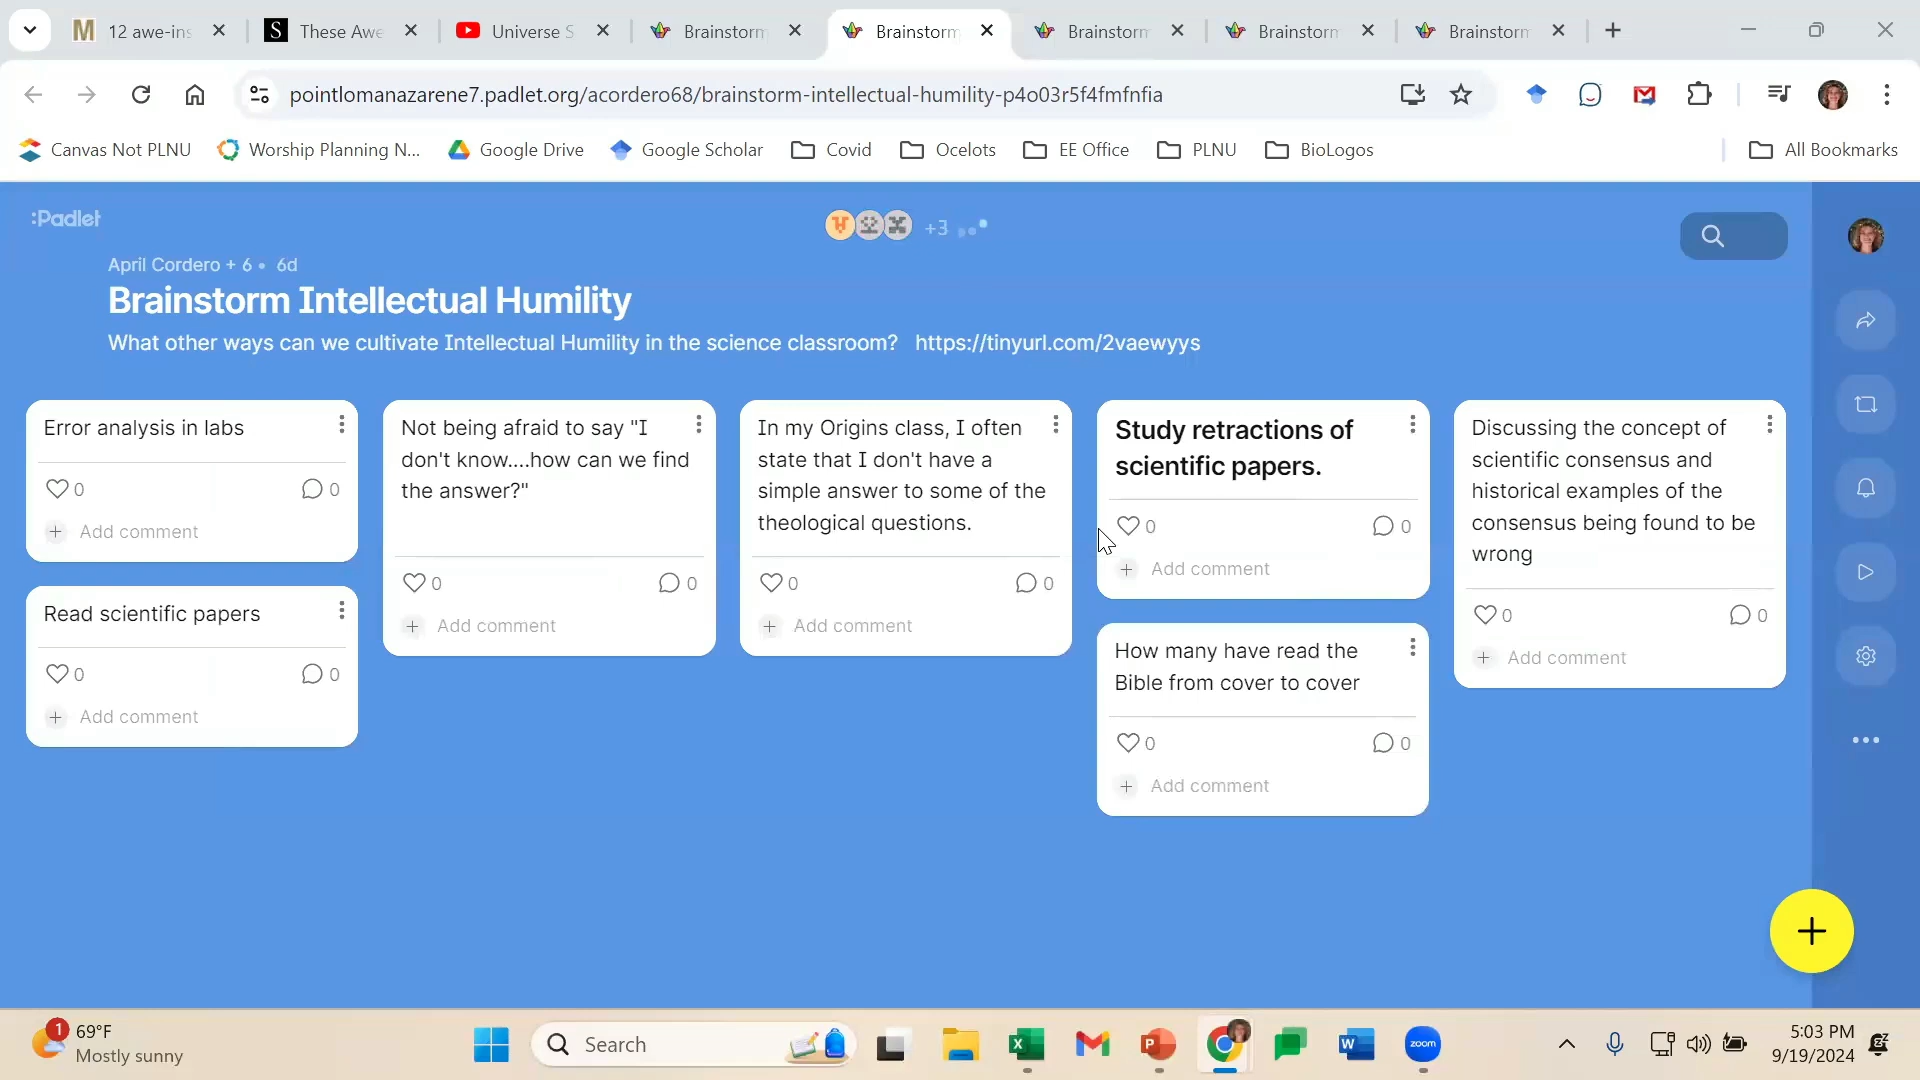 12 awe-ins
These Awe
Universe S
Brainstorm
Brainstorm
Brainstorm
Brainstorm
Brainstorm
pointlomanazarene7.padlet.org/acordero68/brainstorm-intellectual-humility-p4o03r5f4fmfnfia
Canvas Not PLNU
Worship Planning N...
Google Drive
Google Scholar
Covid
Ocelots
EE Office
PLNU
BioLogos
All Bookmarks
:Padlet
+3
April Cordero + 6 • 6d
Brainstorm Intellectual Humility
What other ways can we cultivate Intellectual Humility in the science classroom? https://tinyurl.com/2vaewyys
Error analysis in labs
0
0
Add comment
Read scientific papers
0
0
Add comment
Not being afraid to say "I
don't know....how can we find
the answer?"
0
0
Add comment
In my Origins class, I often
state that I don't have a
simple answer to some of the
theological questions.
0
0
Add comment
Study retractions of
scientific papers.
0
0
Add comment
How many have read the
Bible from cover to cover
0
0
Add comment
Discussing the concept of
scientific consensus and
historical examples of the
consensus being found to be
wrong
0
0
Add comment
1
69°F
Mostly sunny
Search
zoom
5:03 PM
9/19/2024